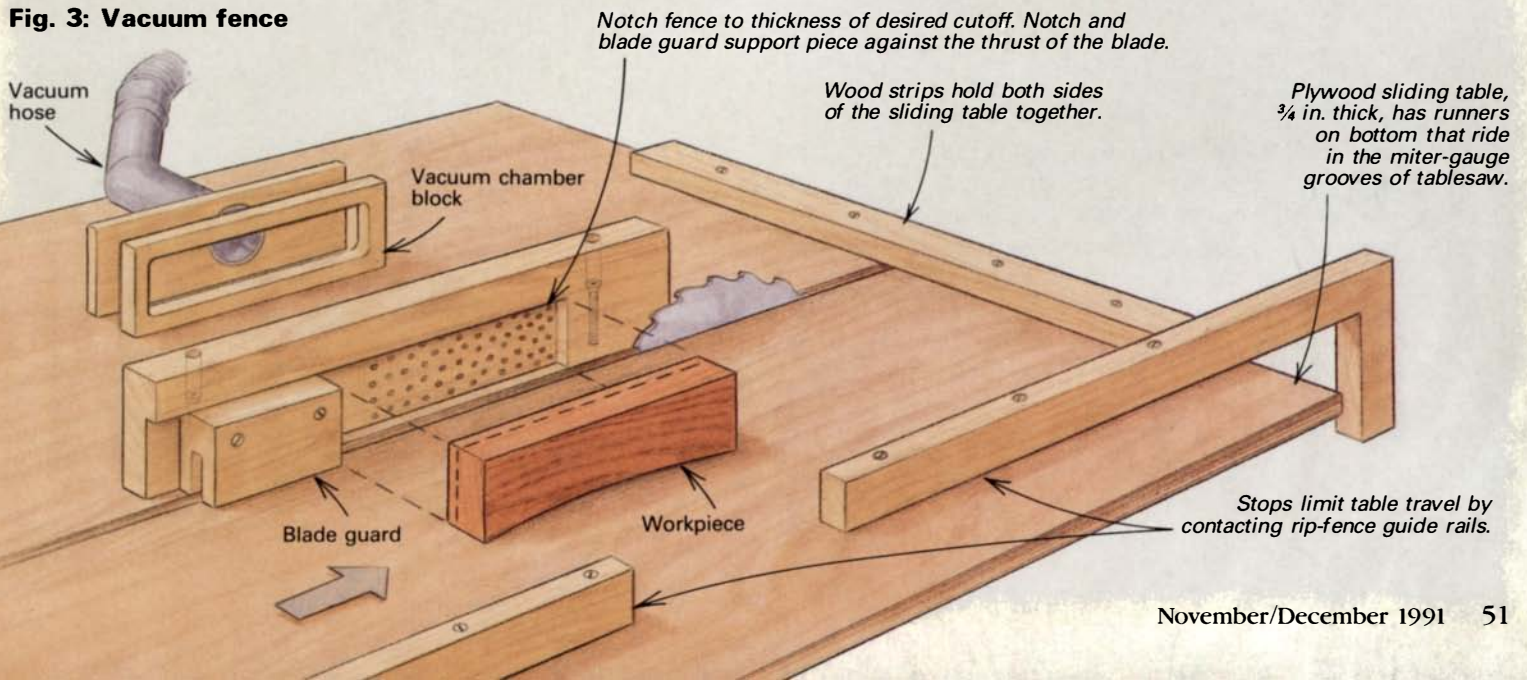 Fig. 3: Vacuum fence
Notch fence to thickness of desired cutoff. Notch and
blade guard support piece against the thrust of the blade.
Vacuum
hose
Wood strips hold both sides
of the sliding table together.
Plywood sliding table,
¾ in. thick, has runners
on bottom that ride
in the miter-gauge
grooves of tablesaw.
Vacuum chamber
block
Blade guard
Workpiece
Stops limit table travel by
contacting rip-fence guide rails.
November/December 1991 51